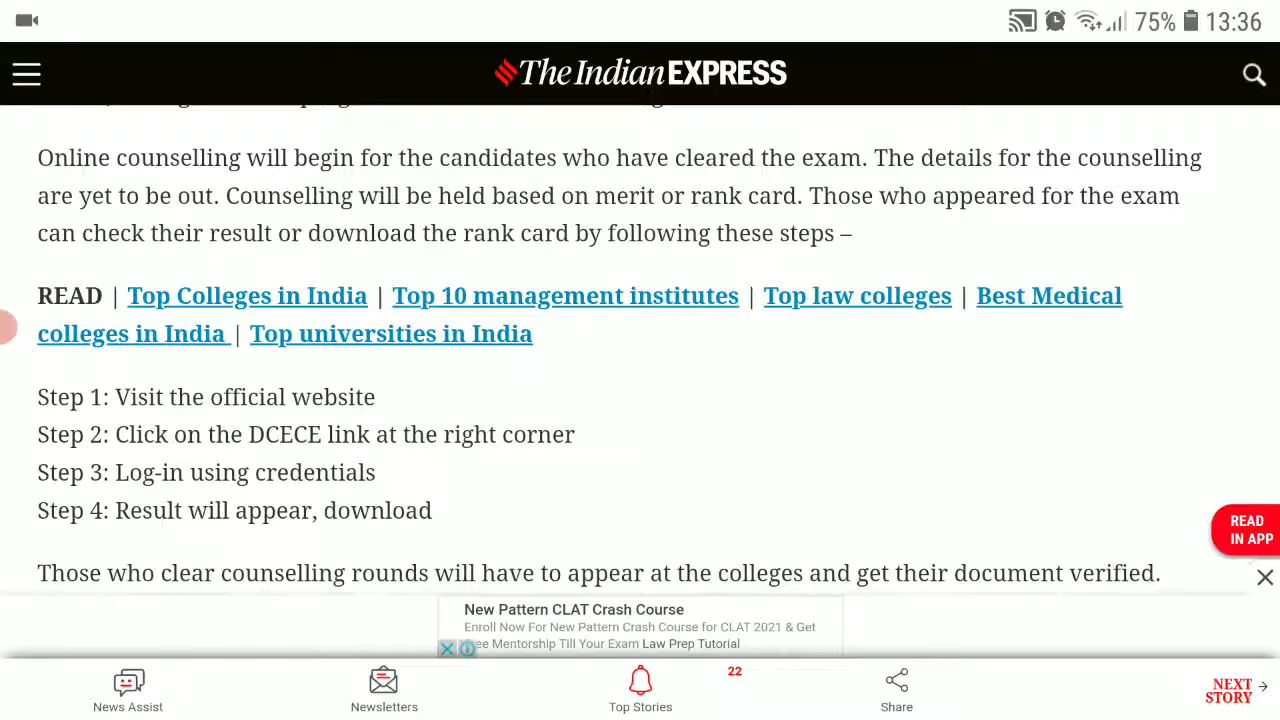 75% 13:36
The Indian EXPRESS
Online counselling will begin for the candidates who have cleared the exam. The details for the counselling
are yet to be out. Counselling will be held based on merit or rank card. Those who appeared for the exam
can check their result or download the rank card by following these steps –
READ | Top Colleges in India | Top 10 management institutes | Top law colleges | Best Medical
colleges in India | Top universities in India
Step 1: Visit the official website
Step 2: Click on the DCECE link at the right corner
Step 3: Log-in using credentials
Step 4: Result will appear, download
READ
IN APP
Those who clear counselling rounds will have to appear at the colleges and get their document verified.
New Pattern CLAT Crash Course
Enroll Now For New Pattern Crash Course for CLAT 2021 & Get
ee Mentorship Till Your Exam Law Prep Tutorial
News Assist
Newsletters
Top Stories
22
Share
NEXT
STORY